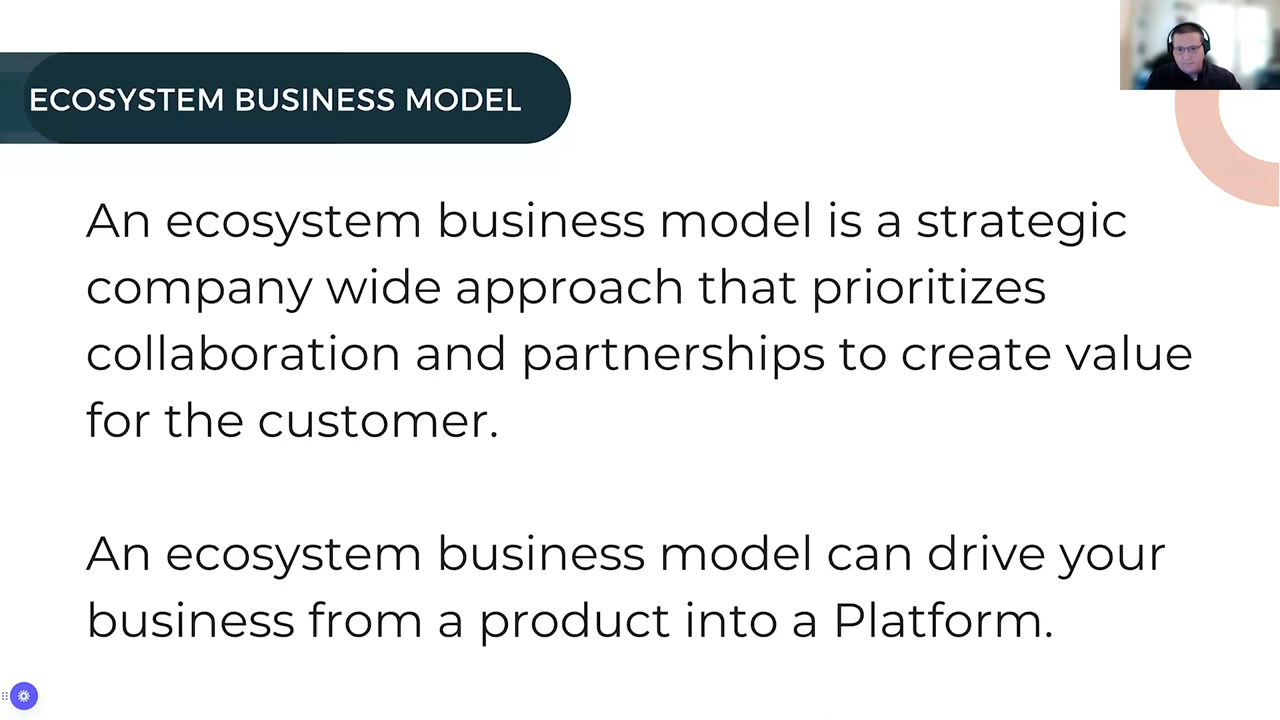 ECOSYSTEM BUSINESS MODEL
An ecosystem business model is a strategic
company wide approach that prioritizes
collaboration and partnerships to create value
for the customer.
An ecosystem business model can drive your
business from a product into a Platform.